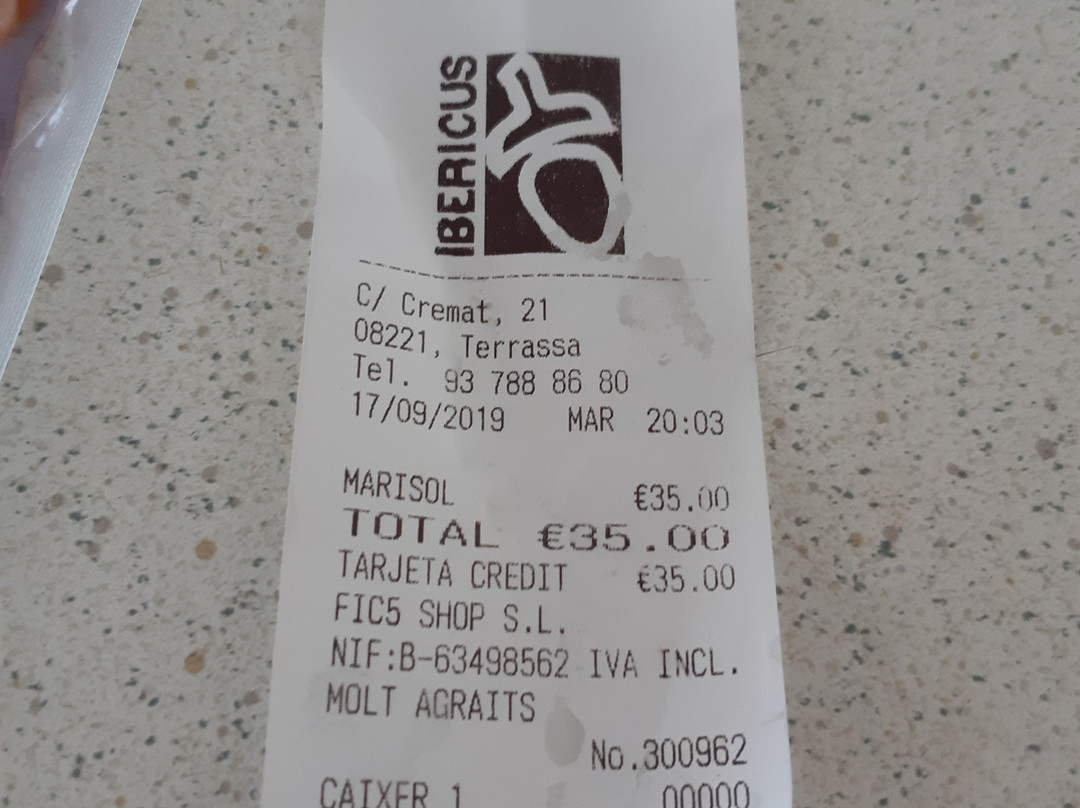 IBERICUS
C/ Cremat, 21
08221, Terrassa
Tel. 93 788 86 80
17/09/2019 MAR 20:03
MARISOL €35.00
TOTAL €35.00
TARJETA CREDIT €35.00
FIC5 SHOP S.L.
NIF:B-63498562 IVA INCL.
MOLT AGRAITS
No.300962
CAIXER 1 00000